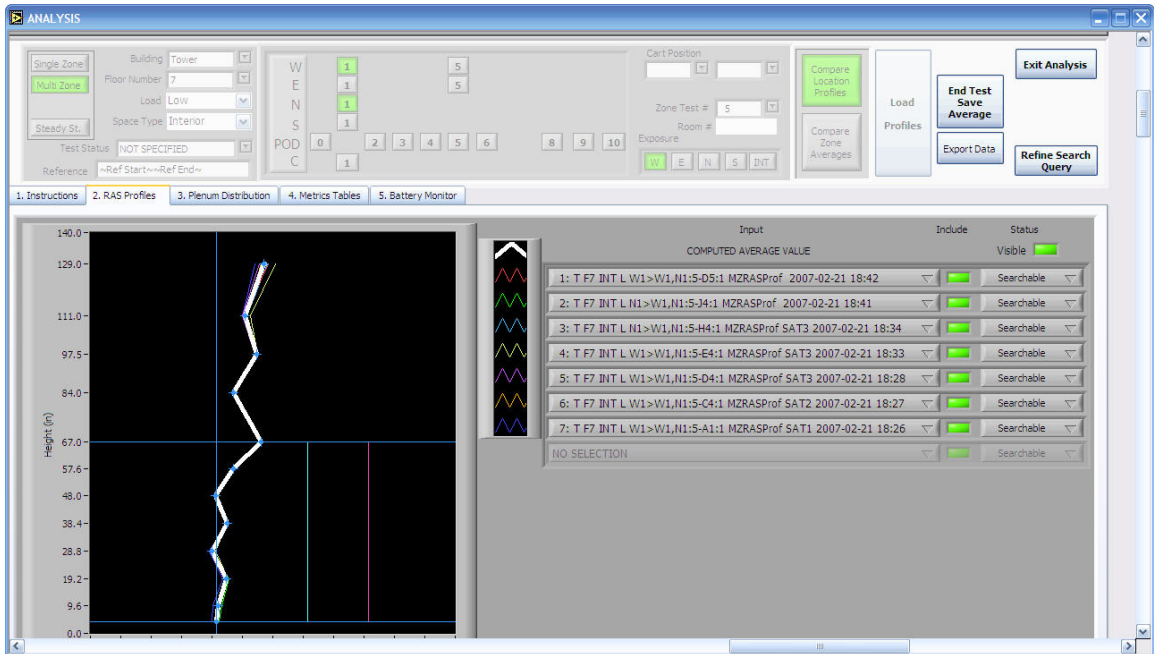 ANALYSIS
Single Zone
Multi Zone
Steady St.
Building Tower
Floor Number 7
Load Low
Space Type Interior
Test Status NOT SPECIFIED
Reference ~Ref Start~~Ref End~
W 1 5
E 1 5
N 1
S 1
POD 0 2 3 4 5 6 8 9 10
C 1
Cart Position
Zone Test # 5
Room #
Exposure
W E N S INT
Compare
Location
Profiles
Compare
Zone
Averages
Load
Profiles
End Test
Save
Average
Export Data
Exit Analysis
Refine Search
Query
1. Instructions 2. RAS Profiles 3. Plenum Distribution 4. Metrics Tables 5. Battery Monitor
Height (in)
140.0
129.0
111.0
97.5
84.0
67.0
57.6
48.0
38.4
28.8
19.2
9.6
0.0
Input Include Status
COMPUTED AVERAGE VALUE Visible
1: T F7 INT L W1>W1,N1:5-D5:1 MZRASProf 2007-02-21 18:42 Searchable
2: T F7 INT L N1>W1,N1:5-J4:1 MZRASProf 2007-02-21 18:41 Searchable
3: T F7 INT L N1>W1,N1:5-H4:1 MZRASProf SAT3 2007-02-21 18:34 Searchable
4: T F7 INT L W1>W1,N1:5-E4:1 MZRASProf SAT3 2007-02-21 18:33 Searchable
5: T F7 INT L W1>W1,N1:5-D4:1 MZRASProf SAT3 2007-02-21 18:28 Searchable
6: T F7 INT L W1>W1,N1:5-C4:1 MZRASProf SAT2 2007-02-21 18:27 Searchable
7: T F7 INT L W1>W1,N1:5-A1:1 MZRASProf SAT1 2007-02-21 18:26 Searchable
NO SELECTION Searchable